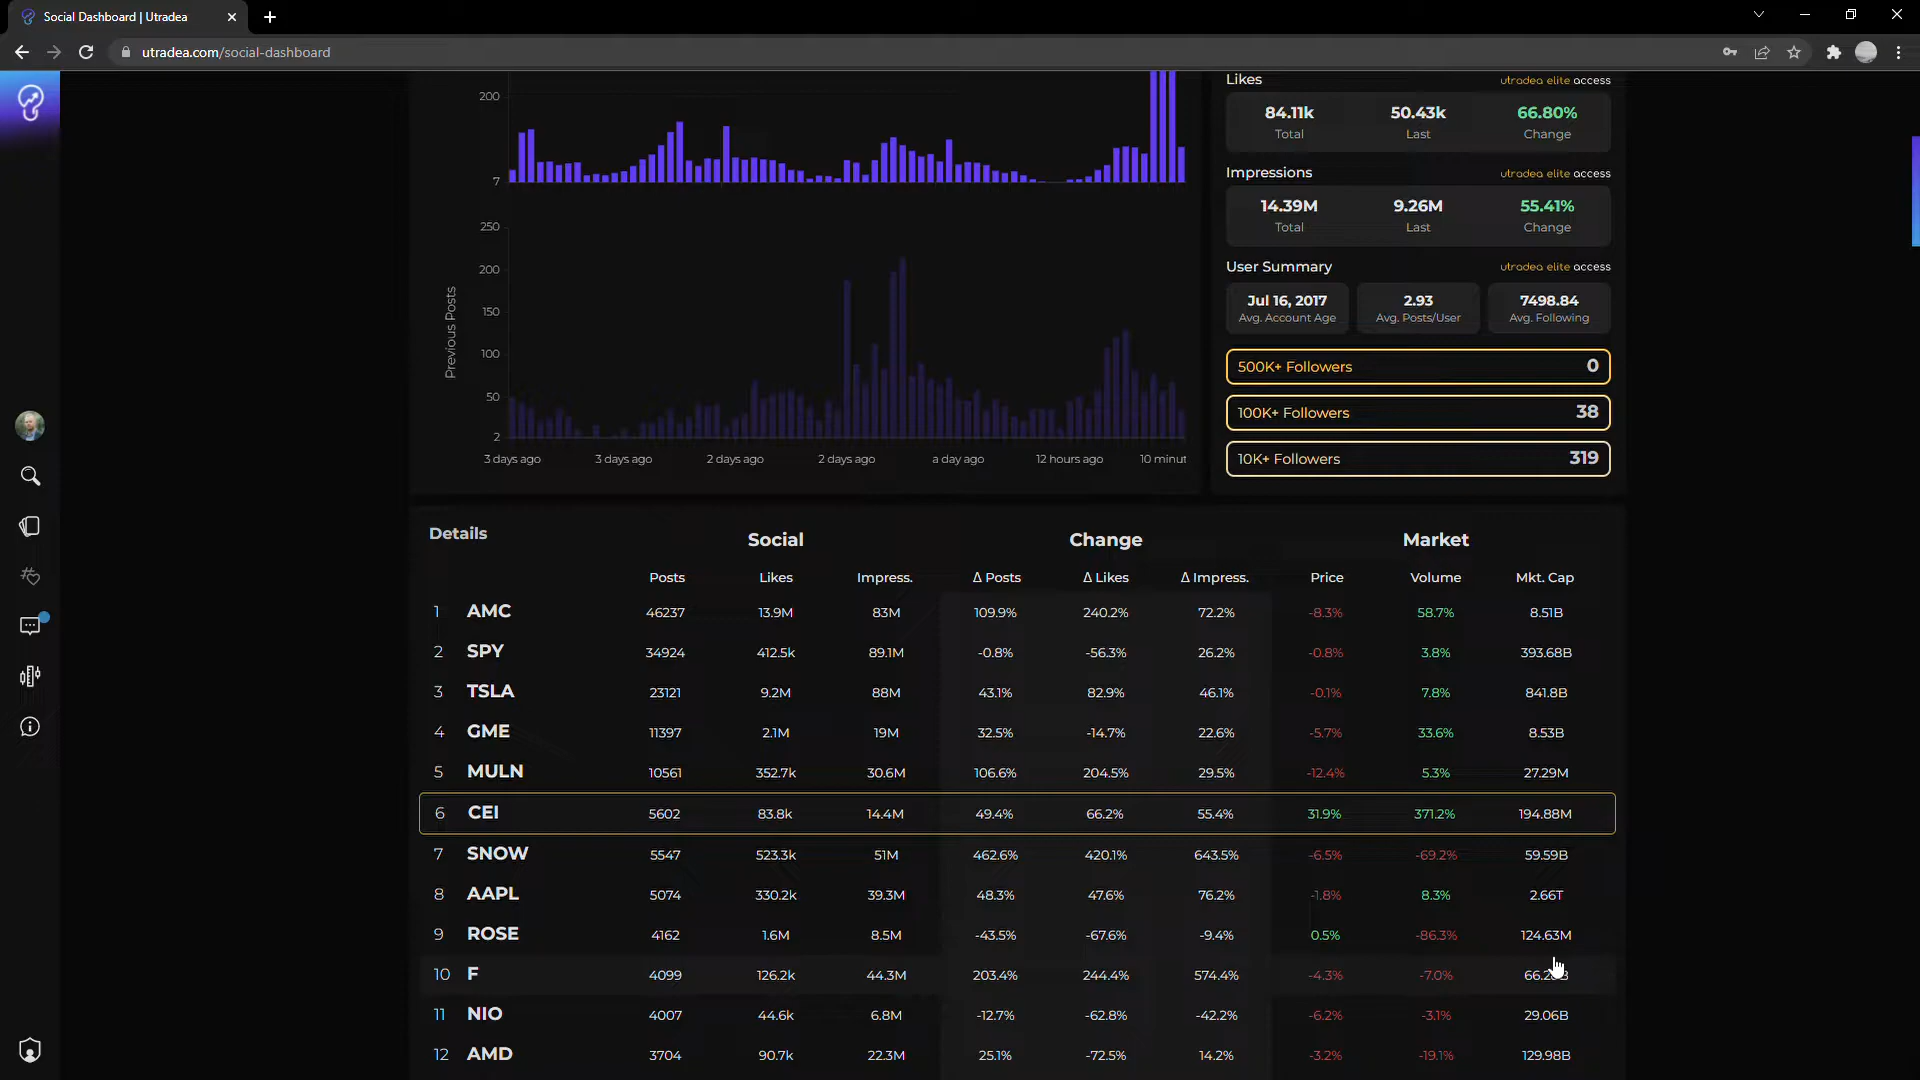 Social Dashboard | Utradea
utradea.com/social-dashboard
200
7
250
200
150
100
50
2
Previous Posts
3 days ago 3 days ago 2 days ago 2 days ago a day ago 12 hours ago 10 minut
Likes utradea elite access
84.11k 50.43k 66.80%
Total Last Change
Impressions utradea elite access
14.39M 9.26M 55.41%
Total Last Change
User Summary utradea elite access
Jul 16, 2017 2.93 7498.84
Avg. Account Age Avg. Posts/User Avg. Following
500K+ Followers 0
100K+ Followers 38
10K+ Followers 319
Details Social Change Market
Posts Likes Impress. Δ Posts Δ Likes Δ Impress. Price Volume Mkt. Cap
1 AMC 46237 13.9M 83M 109.9% 240.2% 72.2% -8.3% 58.7% 8.51B
2 SPY 34924 412.5k 89.1M -0.8% -56.3% 26.2% -0.8% 3.8% 393.68B
3 TSLA 23121 9.2M 88M 43.1% 82.9% 46.1% -0.1% 7.8% 841.8B
4 GME 11397 2.1M 19M 32.5% -14.7% 22.6% -5.7% 33.6% 8.53B
5 MULN 10561 352.7k 30.6M 106.6% 204.5% 29.5% -12.4% 5.3% 27.29M
6 CEI 5602 83.8k 14.4M 49.4% 66.2% 55.4% 31.9% 371.2% 194.88M
7 SNOW 5547 523.3k 51M 462.6% 420.1% 643.5% -6.5% -69.2% 59.59B
8 AAPL 5074 330.2k 39.3M 48.3% 47.6% 76.2% -1.8% 8.3% 2.66T
9 ROSE 4162 1.6M 8.5M -43.5% -67.6% -9.4% 0.5% -86.3% 124.63M
10 F 4099 126.2k 44.3M 203.4% 244.4% 574.4% -4.3% -7.0%
11 NIO 4007 44.6k 6.8M -12.7% -62.8% -42.2% -6.2% -3.1% 29.06B
12 AMD 3704 90.7k 22.3M 25.1% -72.5% 14.2% -3.2% -19.1% 129.98B